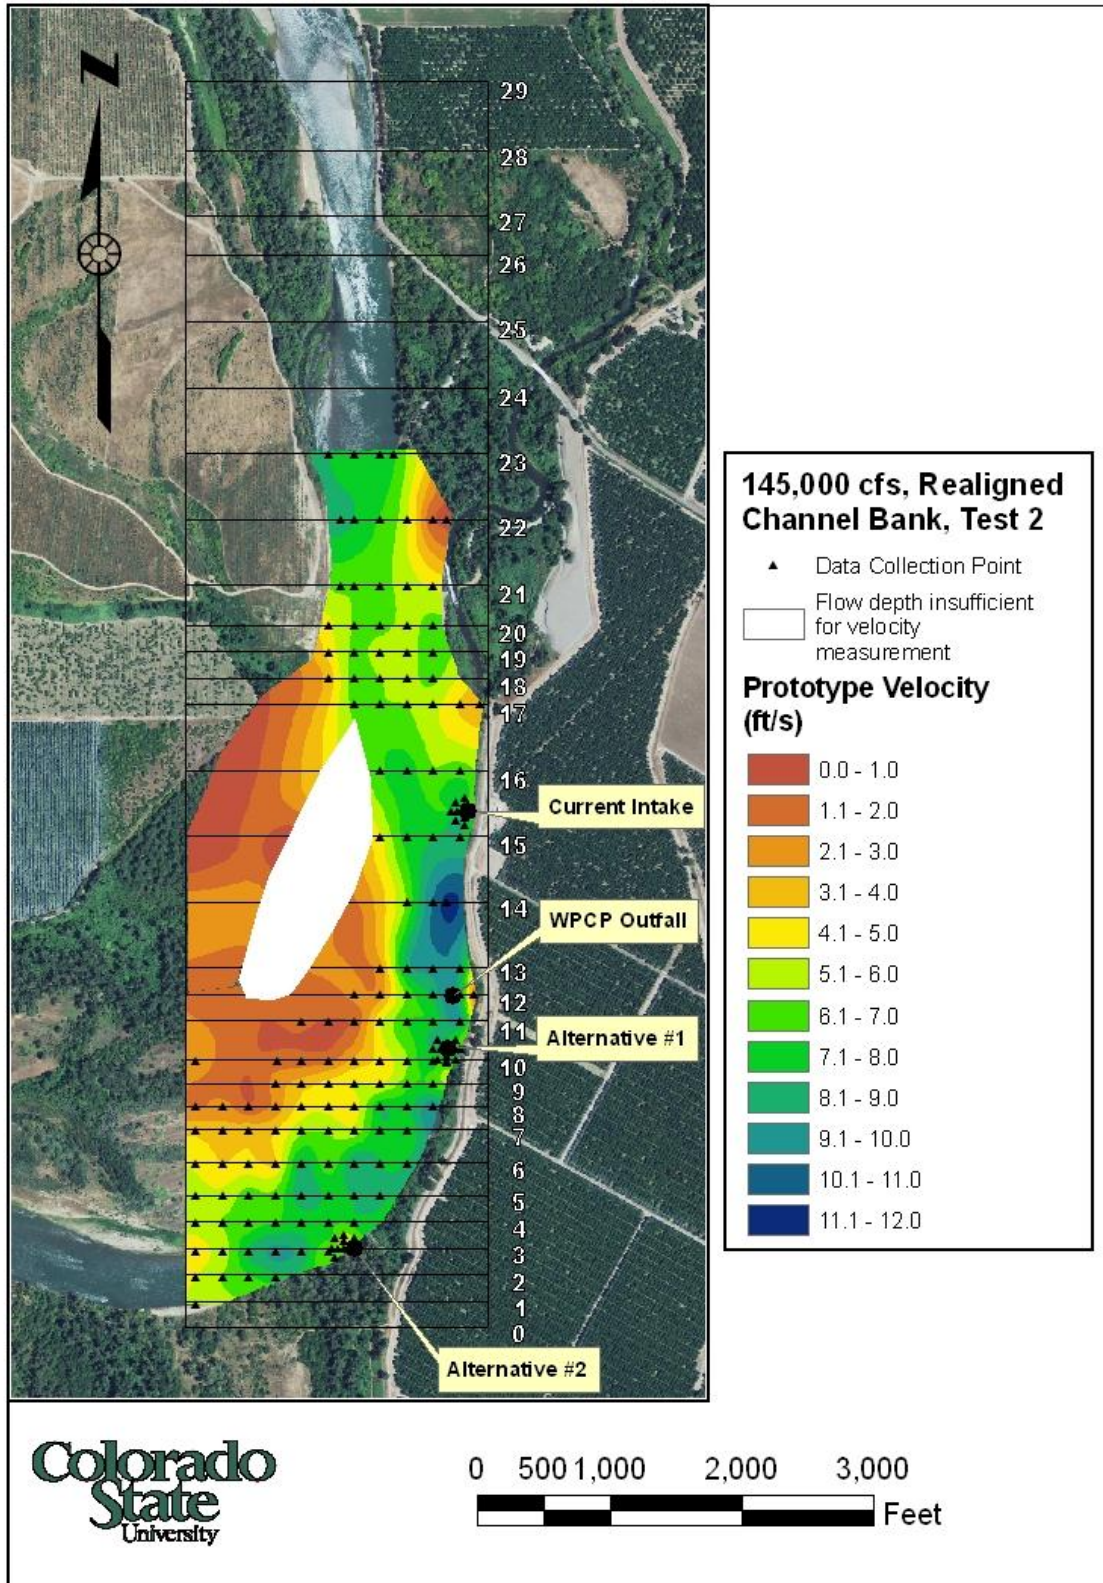 N
29
28
27
26
25
24
23
22
21
20
19
18
17
16
15
14
13
12
11
10
9
8
7
6
5
4
3
2
1
0
Current Intake
WPCP Outfall
Alternative #1
Alternative #2
145,000 cfs, Realigned
Channel Bank, Test 2
Data Collection Point
Flow depth insufficient
for velocity
measurement
Prototype Velocity
(ft/s)
0.0 - 1.0
1.1 - 2.0
2.1 - 3.0
3.1 - 4.0
4.1 - 5.0
5.1 - 6.0
6.1 - 7.0
7.1 - 8.0
8.1 - 9.0
9.1 - 10.0
10.1 - 11.0
11.1 - 12.0
Colorado
State
University
0 500 1,000 2,000 3,000
Feet